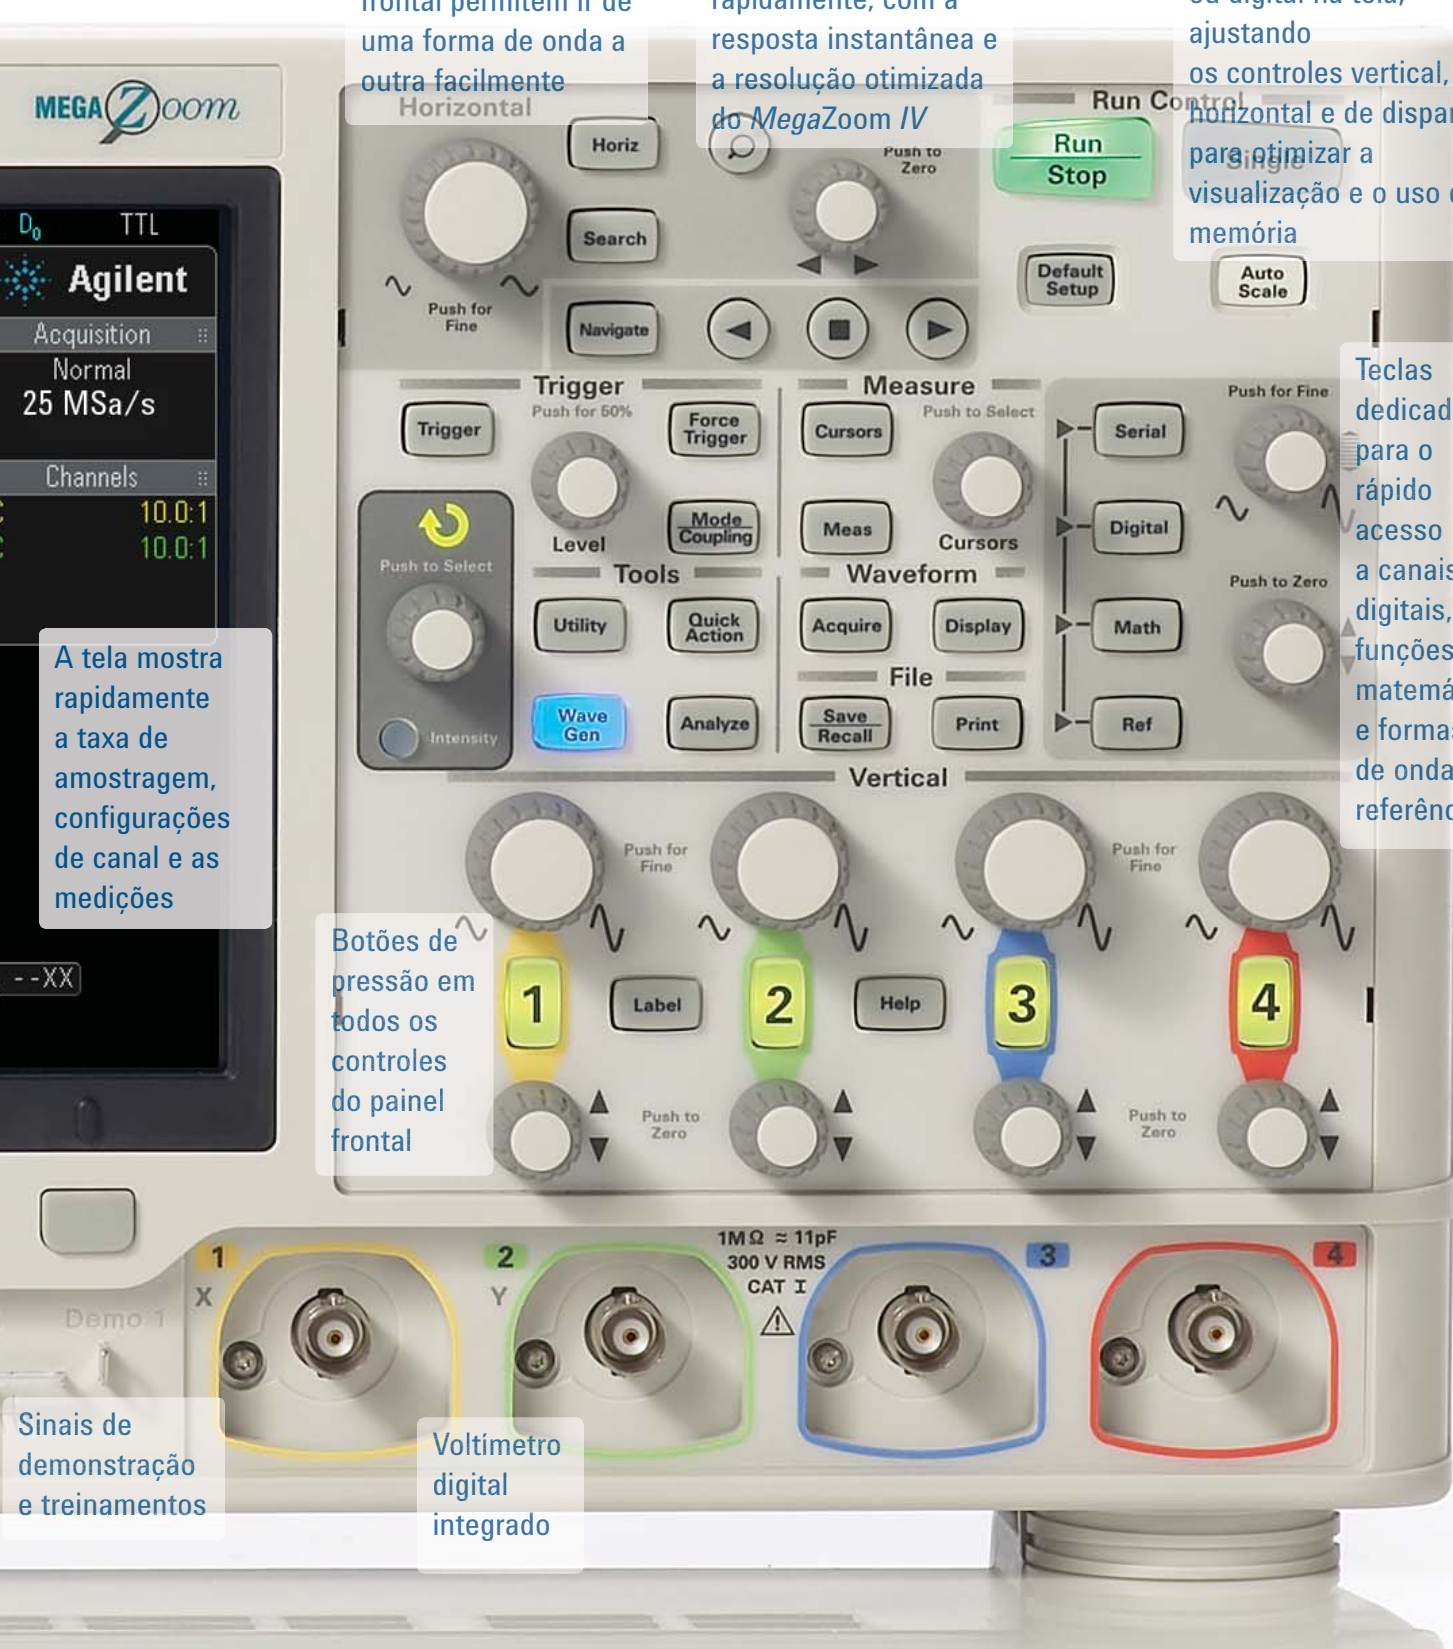 frontal permitem ir de
uma forma de onda a
outra facilmente
rapidamente, com a
resposta instantânea e
a resolução otimizada
do MegaZoom IV
ou digital na tela,
ajustando
os controles vertical,
horizontal e de
para otimizar a
visualização e o uso
memória
MEGA Zoom
D0 TTL
Agilent
Acquisition
Normal
25 MSa/s
Channels
10.0:1
10.0:1
--XX
A tela mostra
rapidamente
a taxa de
amostragem,
configurações
de canal e as
medições
Horizontal
Horiz
Search
Navigate
Push for
Fine
Push to
Zero
Run Control
Run
Stop
Single
Default
Setup
Auto
Scale
Trigger
Push for 50%
Trigger
Force
Trigger
Level
Mode
Coupling
Push to Select
Intensity
Measure
Push to Select
Cursors
Meas
Cursors
Tools
Utility
Quick
Action
Wave
Gen
Analyze
Waveform
Acquire
Display
File
Save
Recall
Print
Serial
Digital
Math
Ref
Push for Fine
Push to Zero
Teclas
para o
rápido
acesso
a canais
digitais,
funções
e formas
de onda
Vertical
Push for
Fine
Push for
Fine
1
Label
2
Help
3
4
Push to
Zero
Push to
Zero
Botões de
pressão em
todos os
controles
do painel
frontal
1
X
2
Y
1MΩ ≈ 11pF
300 V RMS
CAT I
3
4
Demo 1
Sinais de
demonstração
e treinamentos
Voltímetro
digital
integrado